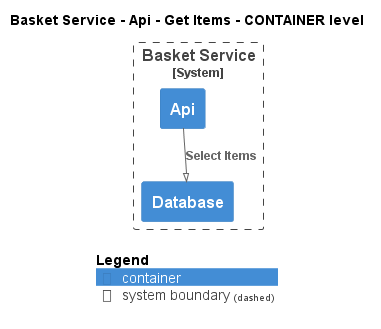 Basket Service - Api - Get Items - CONTAINER level
Basket Service
[System]
Api
Select Items
Database
Legend
container
system boundary (dashed)